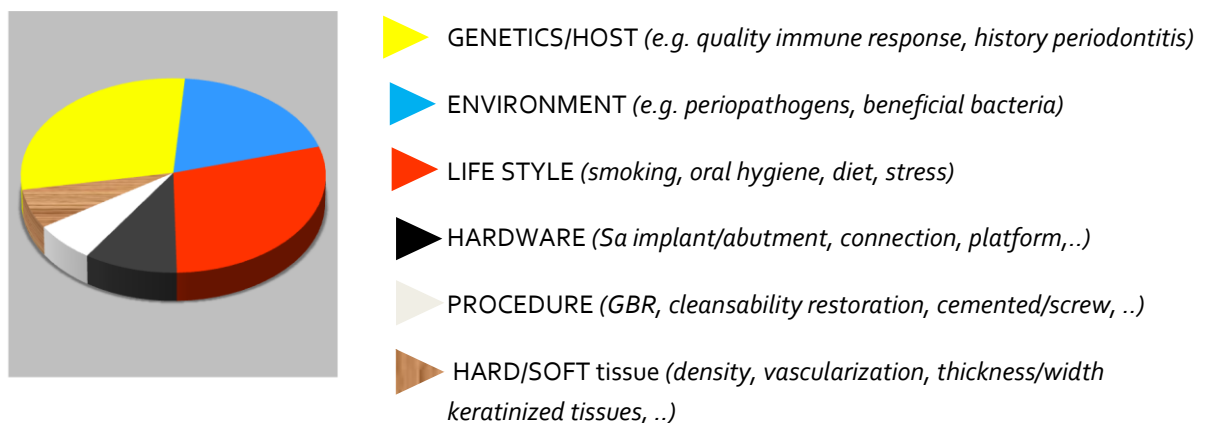 GENETICS/HOST (e.g. quality immune response, history periodontitis)
ENVIRONMENT (e.g. periopathogens, beneficial bacteria)
LIFE STYLE (smoking, oral hygiene, diet, stress)
HARDWARE (Sa implant/abutment, connection, platform,..)
PROCEDURE (GBR, cleansability restoration, cemented/screw, ..)
HARD/SOFT tissue (density, vascularization, thickness/width
keratinized tissues, ..)